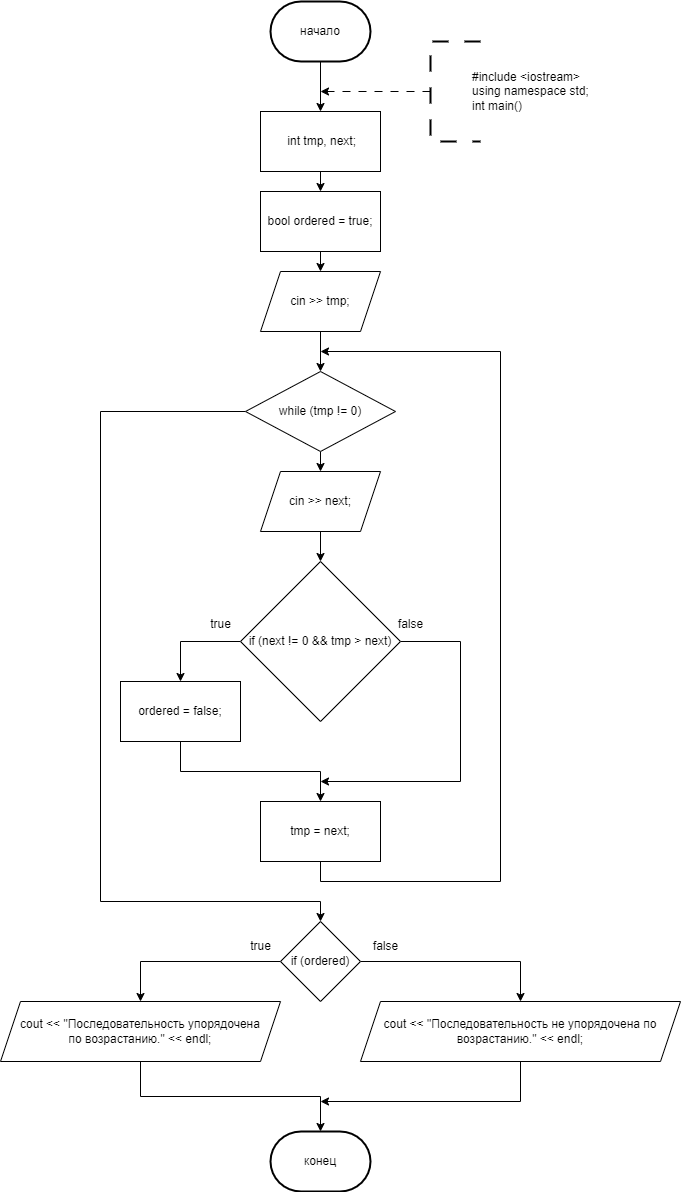 начало
#include <iostream>
using namespace std;
int main()
int tmp, next;
bool ordered = true;
cin >> tmp;
while (tmp != 0)
cin >> next;
true
false
if (next != 0 && tmp > next)
ordered = false;
tmp = next;
true
false
if (ordered)
cout << "Последовательность упорядочена
по возрастанию." << endl;
cout << "Последовательность не упорядочена по
возрастанию." << endl;
конец